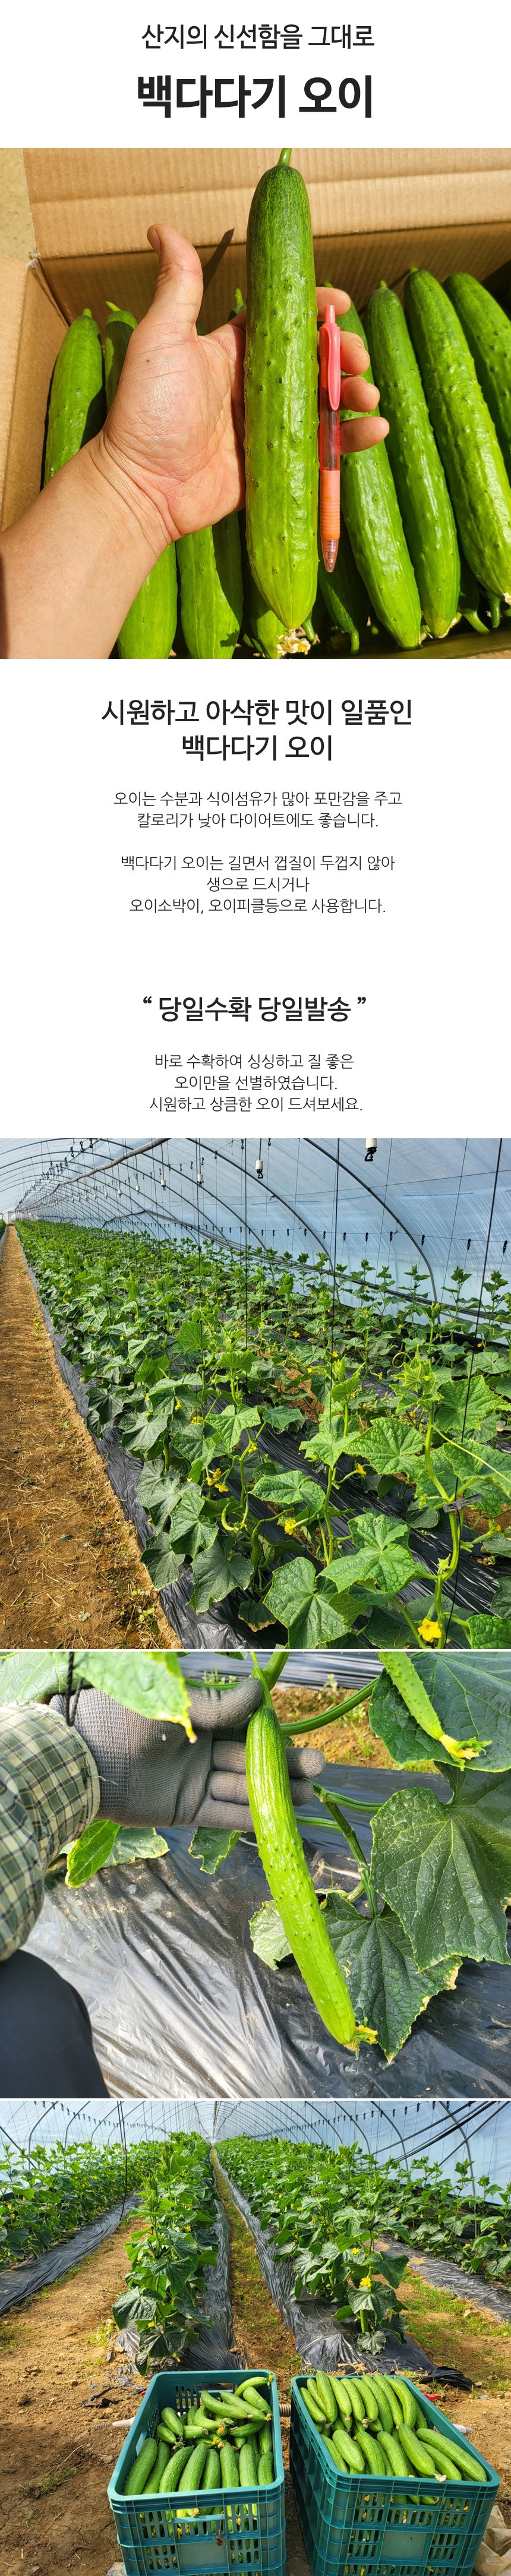 산지의 신선함을 그대로
백다다기 오이
시원하고 아삭한 맛이 일품인
백다다기 오이
오이는 수분과 식이섬유가 많아 포만감을 주고
칼로리가 낮아 다이어트에도 좋습니다.
백다다기 오이는 길면서 껍질이 두껍지 않아
생으로 드시거나
오이소박이, 오이피클등으로 사용합니다.
“ 당일수확 당일발송 ”
바로 수확하여 싱싱하고 질 좋은
오이만을 선별하였습니다.
시원하고 상큼한 오이 드셔보세요.